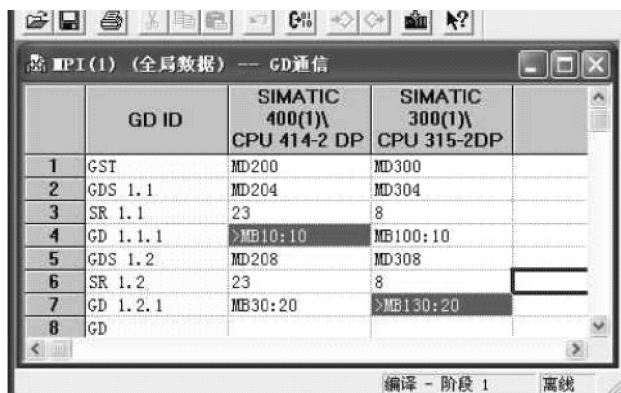 MPI(1) (全局数据) —— GD通信
GD ID SIMATIC 400(1)\ CPU 414-2 DP SIMATIC 300(1)\ CPU 315-2DP
1 GST MD200 MD300
2 GDS 1.1 MD204 MD304
3 SR 1.1 23 8
4 GD 1.1.1 >MB10:10 MB100:10
5 GDS 1.2 MD208 MD308
6 SR 1.2 23 8
7 GD 1.2.1 MB30:20 >MB130:20
8 GD
编译 - 阶段 1 离线